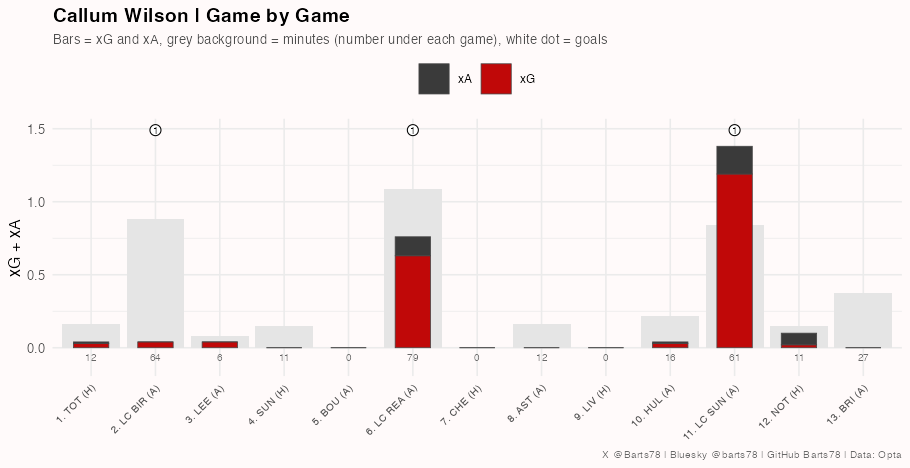 Callum Wilson | Game by Game
Bars = xG and xA, grey background = minutes (number under each game), white dot = goals
xA xG
xG + xA
1.5
1.0
0.5
0.0
1 1 1
12 64 6 11 0 79 0 12 0 16 61 11 27
1. TOT (H)
2. LC BIR (A)
3. LEE (A)
4. SUN (H)
5. BOU (A)
6. LC REA (A)
7. CHE (H)
8. AST (A)
9. LIV (H)
10. HUL (A)
11. LC SUN (A)
12. NOT (H)
13. BRI (A)
X @Barts78 | Bluesky @barts78 | GitHub Barts78 | Data: Opta